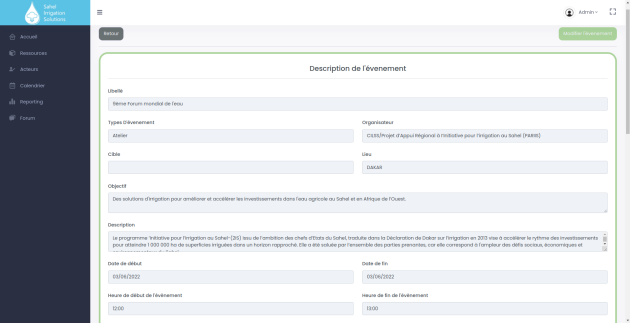 Sahel
Irrigation
Solutions
Admin
Accueil
Ressources
Acteurs
Calendrier
Reporting
Forum
Retour
Modifier l'évenement
Description de l'évenement
Libellé
9ème Forum mondial de l'eau
Types D'évenement
Organisateur
Atelier
CILSS/Projet d'Appui Régional à l'Initiative pour l'Irrigation au Sahel (PARIIS)
Cible
Lieu
DAKAR
Objectif
Des solutions d'irrigation pour améliorer et accélérer les investissements dans l'eau agricole au Sahel et en Afrique de l'Ouest.
Description
Le programme 'Initiative pour l'Irrigation au Sahel-(2IS) issu de l'ambition des chefs d'Etats du Sahel, traduite dans la Déclaration de Dakar sur l'irrigation en 2013 vise à accélérer le rythme des investissements
pour atteindre 1 000 000 ha de superficies irriguées dans un horizon rapproché. Elle a été saluée par l'ensemble des parties prenantes, car elle correspond à l'ampleur des défis sociaux, économiques et
Date de début
Date de fin
03/06/2022
03/06/2022
Heure de début de l'évènement
Heure de fin de l'évènement
12:00
13:00